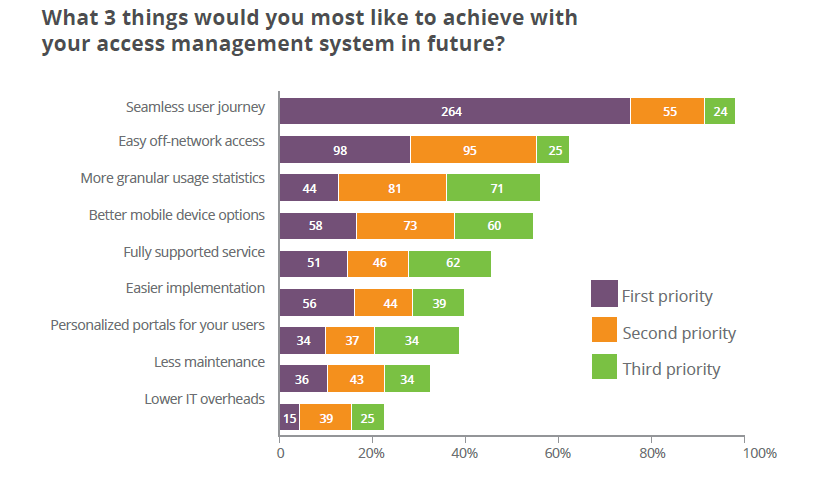 What 3 things would you most like to achieve with
your access management system in future?
Seamless user journey
264 55 24
Easy off-network access
98 95 25
More granular usage statistics
44 81 71
Better mobile device options
58 73 60
Fully supported service
51 46 62
Easier implementation
56 44 39
Personalized portals for your users
34 37 34
Less maintenance
36 43 34
Lower IT overheads
15 39 25
First priority
Second priority
Third priority
0 20% 40% 60% 80% 100%